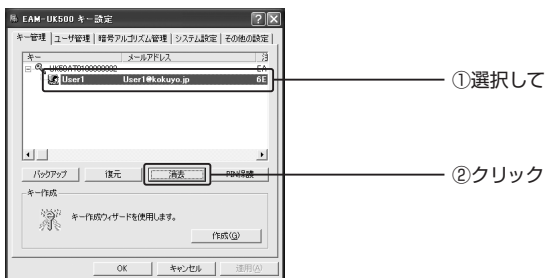 EAM-UK500 キー設定
キー管理 ユーザ管理 暗号アルゴリズム管理 システム設定 その他の設定
キー メールアドレス
UK50AT0100000002 EA
User1 User1@kokuyo.jp 6E
①選択して
バックアップ 復元 消去 PIN保護
②クリック
キー作成
キー作成ウィザードを使用します。
作成(G)
OK キャンセル 適用(A)